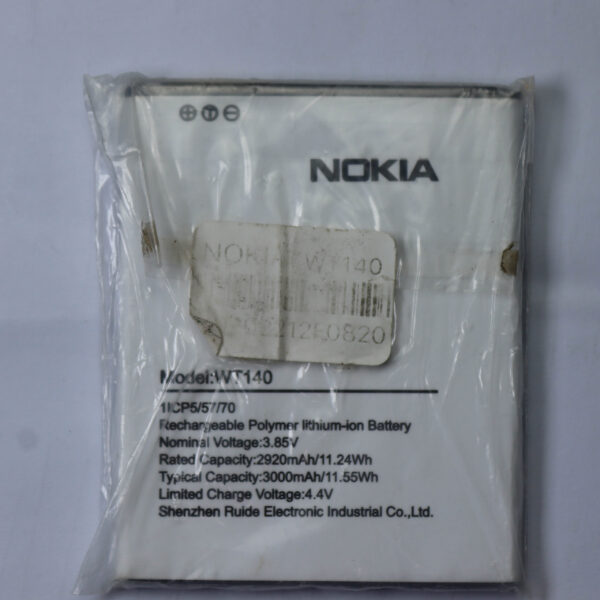 NOKIA
NOKIA WT140
Model:WT140
1ICP5/57/70
Rechargeable Polymer lithium-ion Battery
Nominal Voltage:3.85V
Rated Capacity:2920mAh/11.24Wh
Typical Capacity:3000mAh/11.55Wh
Limited Charge Voltage:4.4V
Shenzhen Ruide Electronic Industrial Co.,Ltd.